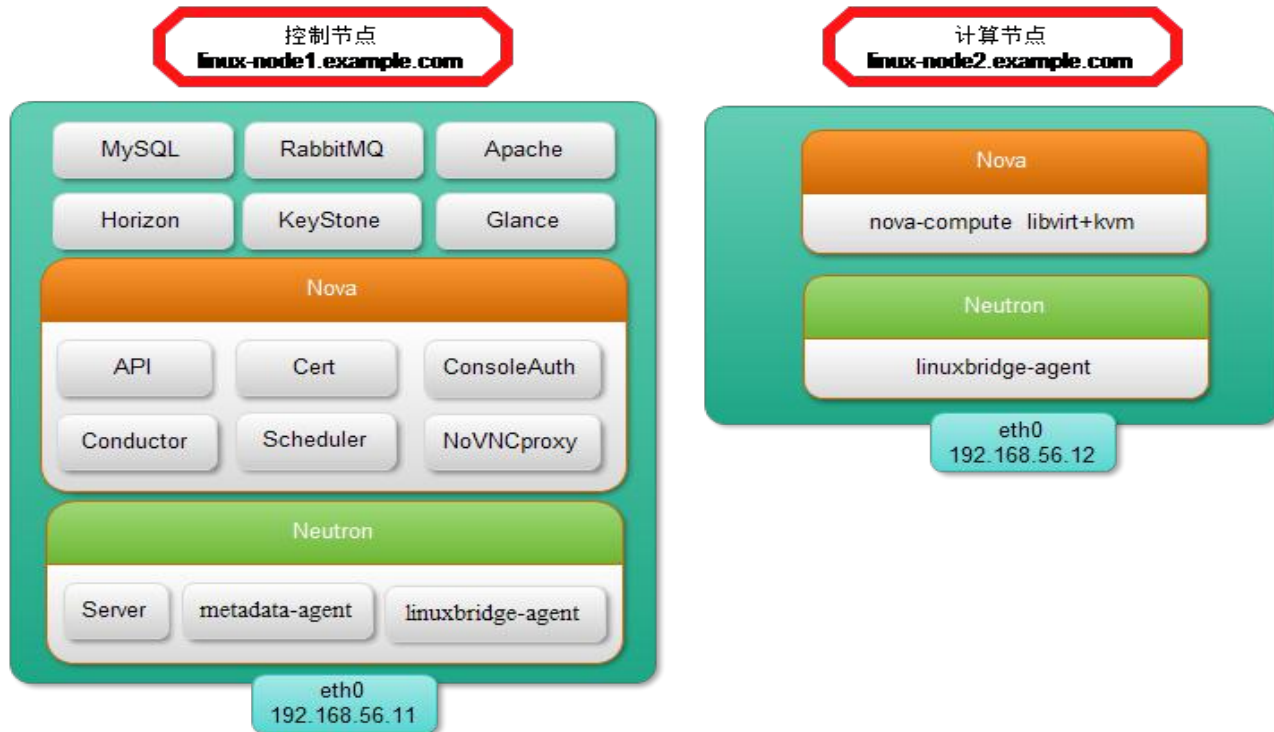 控制节点
linux-node1.example.com
MySQL
RabbitMQ
Apache
Horizon
KeyStone
Glance
Nova
API
Cert
ConsoleAuth
Conductor
Scheduler
NoVNCproxy
Neutron
Server
metadata-agent
linuxbridge-agent
eth0
192.168.56.11
计算节点
linux-node2.example.com
Nova
nova-compute libvirt+kvm
Neutron
linuxbridge-agent
eth0
192.168.56.12